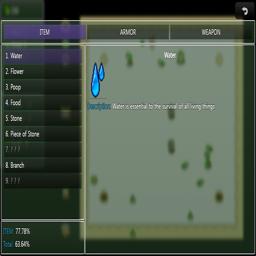 ITEM
ARMOR
WEAPON
1. Water
2. Flower
3. Poop
4. Food
5. Stone
6. Piece of Stone
7. ? ? ?
8. Branch
9. ? ? ?
Water
Description: Water is essential to the survival of all living things
ITEM: 77.78%
Total: 63.64%